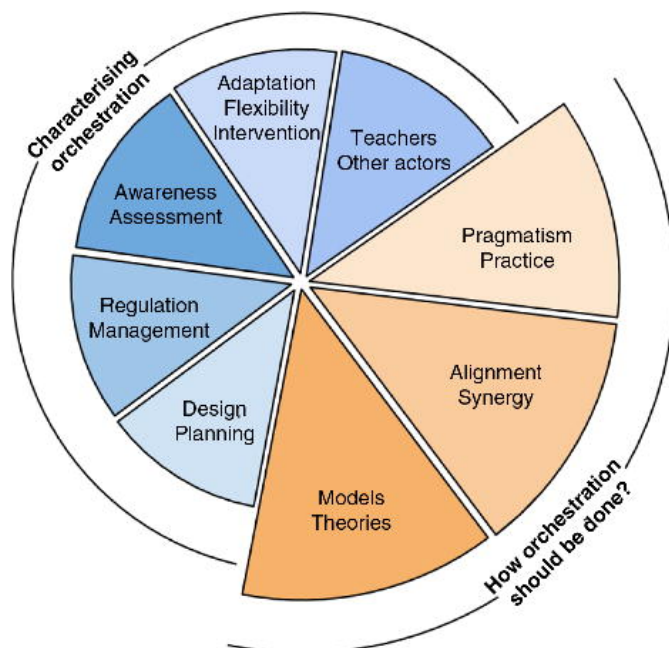 Characterising
orchestration
Adaptation
Flexibility
Intervention
Teachers
Other actors
Awareness
Assessment
Pragmatism
Practice
Regulation
Management
Alignment
Synergy
Design
Planning
Models
Theories
How orchestration
should be done?